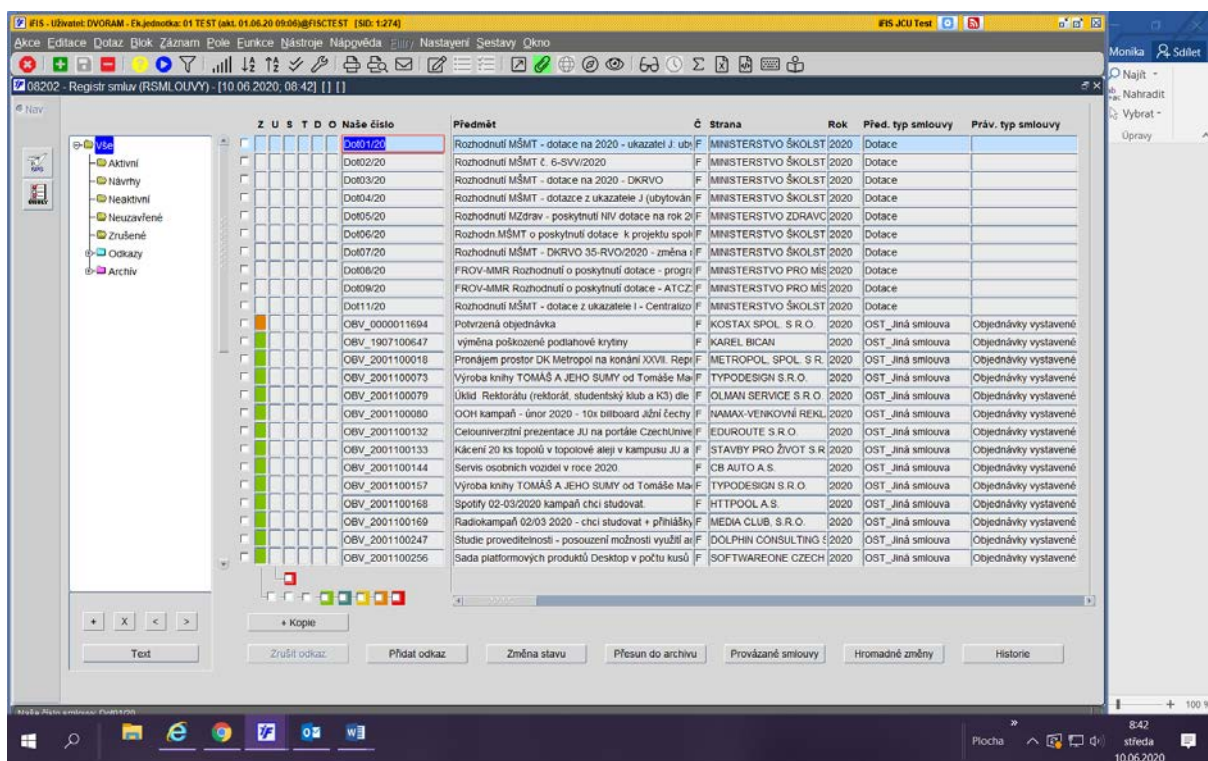 iFIS - Uživatel: DVORAM - Ek.jednotka: 01 TEST (akt. 01.06.20 09:06)@FISCTEST [SID: 1:274] iFIS JCU Test
Akce Editace Dotaz Blok Záznam Pole Funkce Nástroje Nápověda Entry Nastavení Sestavy Okno
Monika Sdílet
08202 - Registr smluv (RSMLOUVY) - [10.06.2020; 08:42] [ ] [ ]
Najít
Nahradit
Vybrat
Úpravy
Nav
Z U S T D O Naše číslo Předmět Č Strana Rok Před. typ smlouvy Práv. typ smlouvy
Vše
Aktivní
Návrhy
Neaktivní
Neuzavřené
Zrušené
Odkazy
Archív
Dot01/20 Rozhodnutí MŠMT - dotace na 2020 - ukazatel J: uby F MINISTERSTVO ŠKOLST 2020 Dotace
Dot02/20 Rozhodnutí MŠMT č. 6-SVV/2020 F MINISTERSTVO ŠKOLST 2020 Dotace
Dot03/20 Rozhodnutí MŠMT - dotace na 2020 - DKRVO F MINISTERSTVO ŠKOLST 2020 Dotace
Dot04/20 Rozhodnutí MŠMT - dotazce z ukazatele J (ubytován F MINISTERSTVO ŠKOLST 2020 Dotace
Dot05/20 Rozhodnutí MZdrav - poskytnutí NIV dotace na rok 2 F MINISTERSTVO ZDRAVC 2020 Dotace
Dot06/20 Rozhodn.MŠMT o poskytnutí dotace k projektu spol F MINISTERSTVO ŠKOLST 2020 Dotace
Dot07/20 Rozhodnutí MŠMT - DKRVO 35-RVO/2020 - změna F MINISTERSTVO ŠKOLST 2020 Dotace
Dot08/20 FROV-MMR Rozhodnutí o poskytnutí dotace - progra F MINISTERSTVO PRO MÍS 2020 Dotace
Dot09/20 FROV-MMR Rozhodnutí o poskytnutí dotace - ATCZ F MINISTERSTVO PRO MÍS 2020 Dotace
Dot11/20 Rozhodnutí MŠMT - dotace z ukazatele I - Centralizo F MINISTERSTVO ŠKOLST 2020 Dotace
OBV_0000011694 Potvrzená objednávka F KOSTAX SPOL. S R.O. 2020 OST_Jiná smlouva Objednávky vystavené
OBV_1907100647 výměna poškozené podlahové krytiny F KAREL BICAN 2020 OST_Jiná smlouva Objednávky vystavené
OBV_2001100018 Pronájem prostor DK Metropol na konání XXVII. Repr F METROPOL, SPOL. S R. 2020 OST_Jiná smlouva Objednávky vystavené
OBV_2001100073 Výroba knihy TOMÁŠ A JEHO SUMY od Tomáše Ma F TYPODESIGN S.R.O. 2020 OST_Jiná smlouva Objednávky vystavené
OBV_2001100079 Úklid Rektorátu (rektorát, studentský klub a K3) dle F OLMAN SERVICE S.R.O. 2020 OST_Jiná smlouva Objednávky vystavené
OBV_2001100080 OOH kampaň - únor 2020 - 10x billboard Jižní čechy F NAMAX-VENKOVNÍ REKL 2020 OST_Jiná smlouva Objednávky vystavené
OBV_2001100132 Celouniverzitní prezentace JU na portále CzechUnive F EDUROUTE S.R.O. 2020 OST_Jiná smlouva Objednávky vystavené
OBV_2001100133 Kácení 20 ks topolů v topolové aleji v kampusu JU a F STAVBY PRO ŽIVOT S.R 2020 OST_Jiná smlouva Objednávky vystavené
OBV_2001100144 Servis osobních vozidel v roce 2020. F CB AUTO A.S. 2020 OST_Jiná smlouva Objednávky vystavené
OBV_2001100157 Výroba knihy TOMÁŠ A JEHO SUMY od Tomáše Ma F TYPODESIGN S.R.O. 2020 OST_Jiná smlouva Objednávky vystavené
OBV_2001100168 Spotify 02-03/2020 kampaň chci studovat. F HTTPOOL A.S. 2020 OST_Jiná smlouva Objednávky vystavené
OBV_2001100169 Radiokampaň 02/03 2020 - chci studovat + přihlášky F MEDIA CLUB, S.R.O. 2020 OST_Jiná smlouva Objednávky vystavené
OBV_2001100247 Studie proveditelnosti - posouzení možnosti využití ar F DOLPHIN CONSULTING 2020 OST_Jiná smlouva Objednávky vystavené
OBV_2001100256 Sada platformových produktů Desktop v počtu kusů F SOFTWAREONE CZECH 2020 OST_Jiná smlouva Objednávky vystavené
+ X < > + Kopie
Text Zrušit odkaz Přidat odkaz Změna stavu Přesun do archivu Provázané smlouvy Hromadné změny Historie
Naše číslo smlouvy: Dot01/20
100
Plocha
8:42
středa
10.06.2020